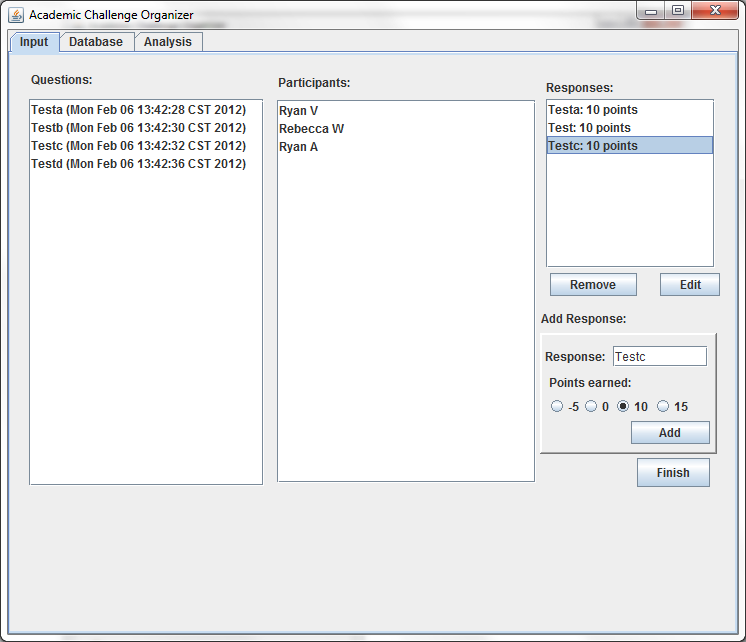 Academic Challenge Organizer
Input Database Analysis
Questions:
Testa (Mon Feb 06 13:42:28 CST 2012)
Testb (Mon Feb 06 13:42:30 CST 2012)
Testc (Mon Feb 06 13:42:32 CST 2012)
Testd (Mon Feb 06 13:42:36 CST 2012)
Participants:
Ryan V
Rebecca W
Ryan A
Responses:
Testa: 10 points
Test: 10 points
Testc: 10 points
Remove Edit
Add Response:
Response: Testc
Points earned:
-5 0 10 15
Add
Finish